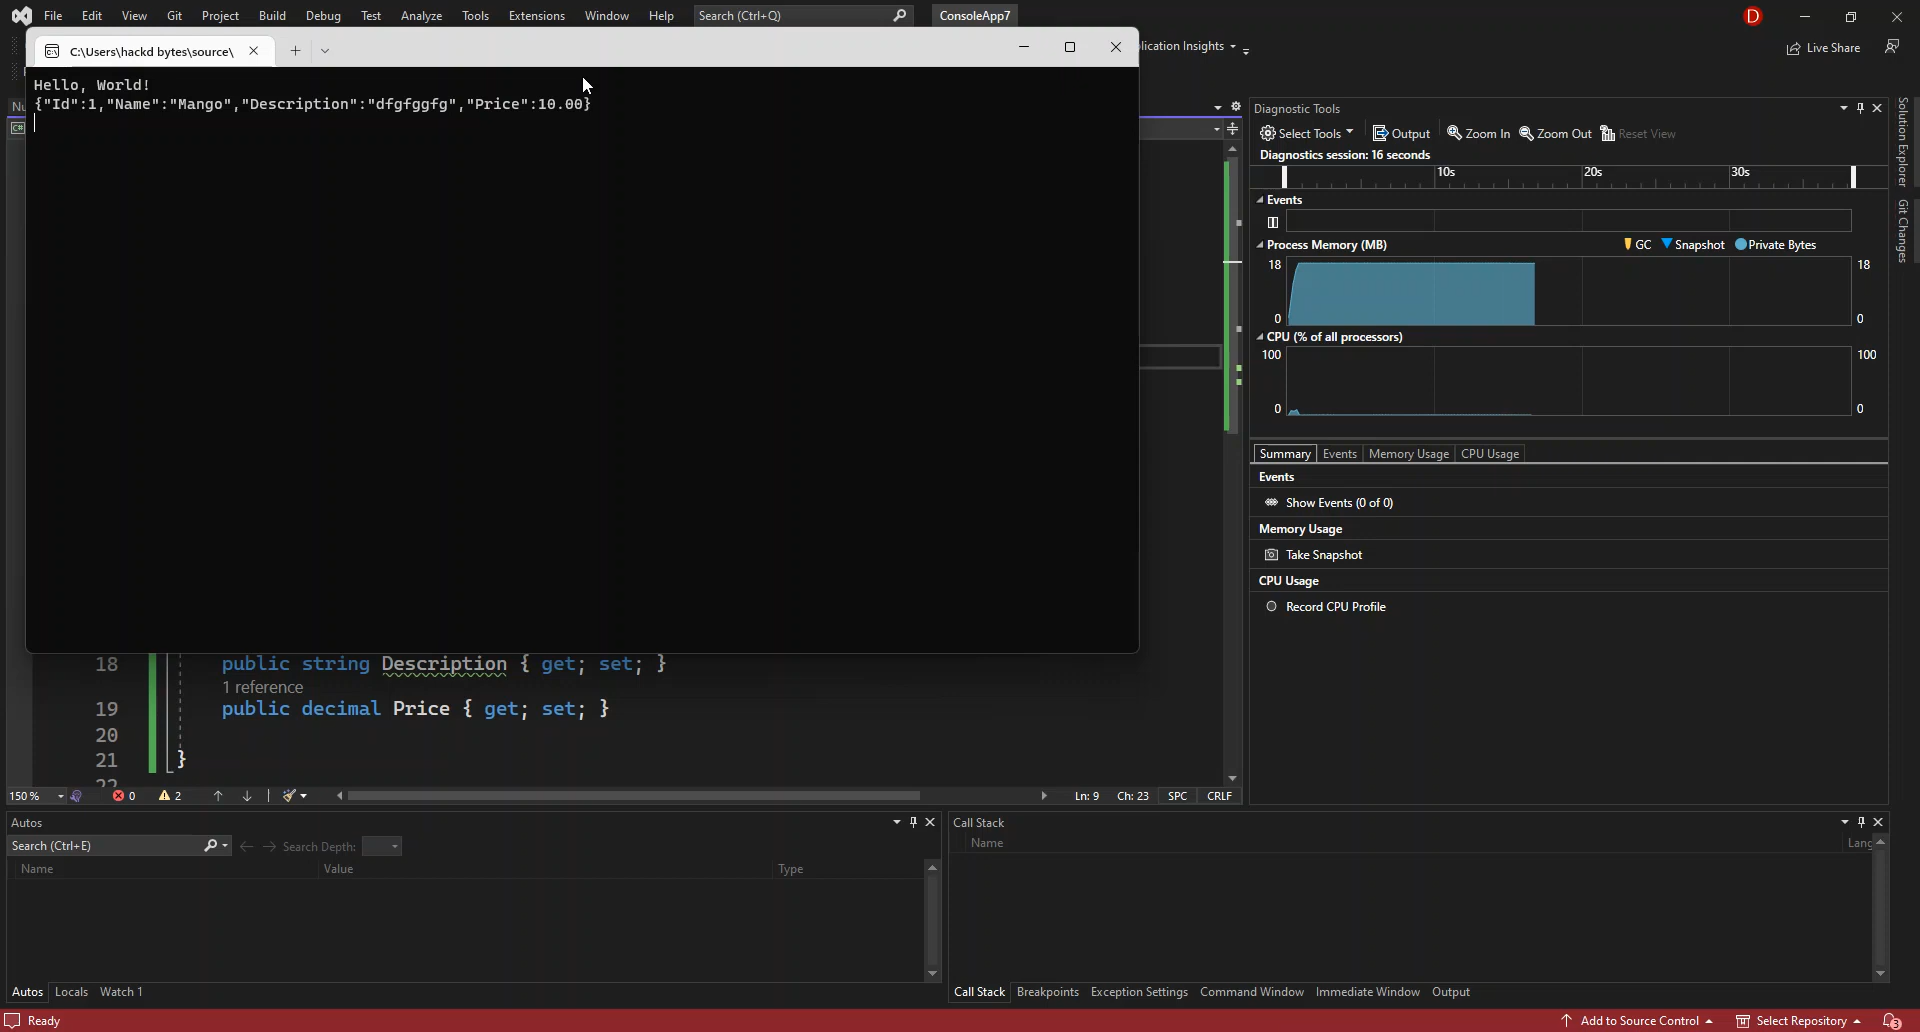 File Edit View Git Project Build Debug Test Analyze Tools Extensions Window Help Search (Ctrl+Q) ConsoleApp7 D
C:\Users\hackd bytes\source\
lication Insights
Live Share
Hello, World!
{"Id":1,"Name":"Mango","Description":"dfgfggfg","Price":10.00}
Nu
C#
Diagnostic Tools
Select Tools Output Zoom In Zoom Out Reset View
Diagnostics session: 16 seconds
10s 20s 30s
Events
Process Memory (MB) GC Snapshot Private Bytes
18 18
0 0
CPU (% of all processors)
100 100
0 0
Summary Events Memory Usage CPU Usage
Events
Show Events (0 of 0)
Memory Usage
Take Snapshot
CPU Usage
Record CPU Profile
Solution Explorer
Git Changes
18 public string Description { get; set; }
1 reference
19 public decimal Price { get; set; }
20
21 }
22
150 % 0 2 Ln: 9 Ch: 23 SPC CRLF
Autos
Search (Ctrl+E) Search Depth:
Name Value Type
Autos Locals Watch 1
Call Stack
Name Lang
Call Stack Breakpoints Exception Settings Command Window Immediate Window Output
Ready Add to Source Control Select Repository 3